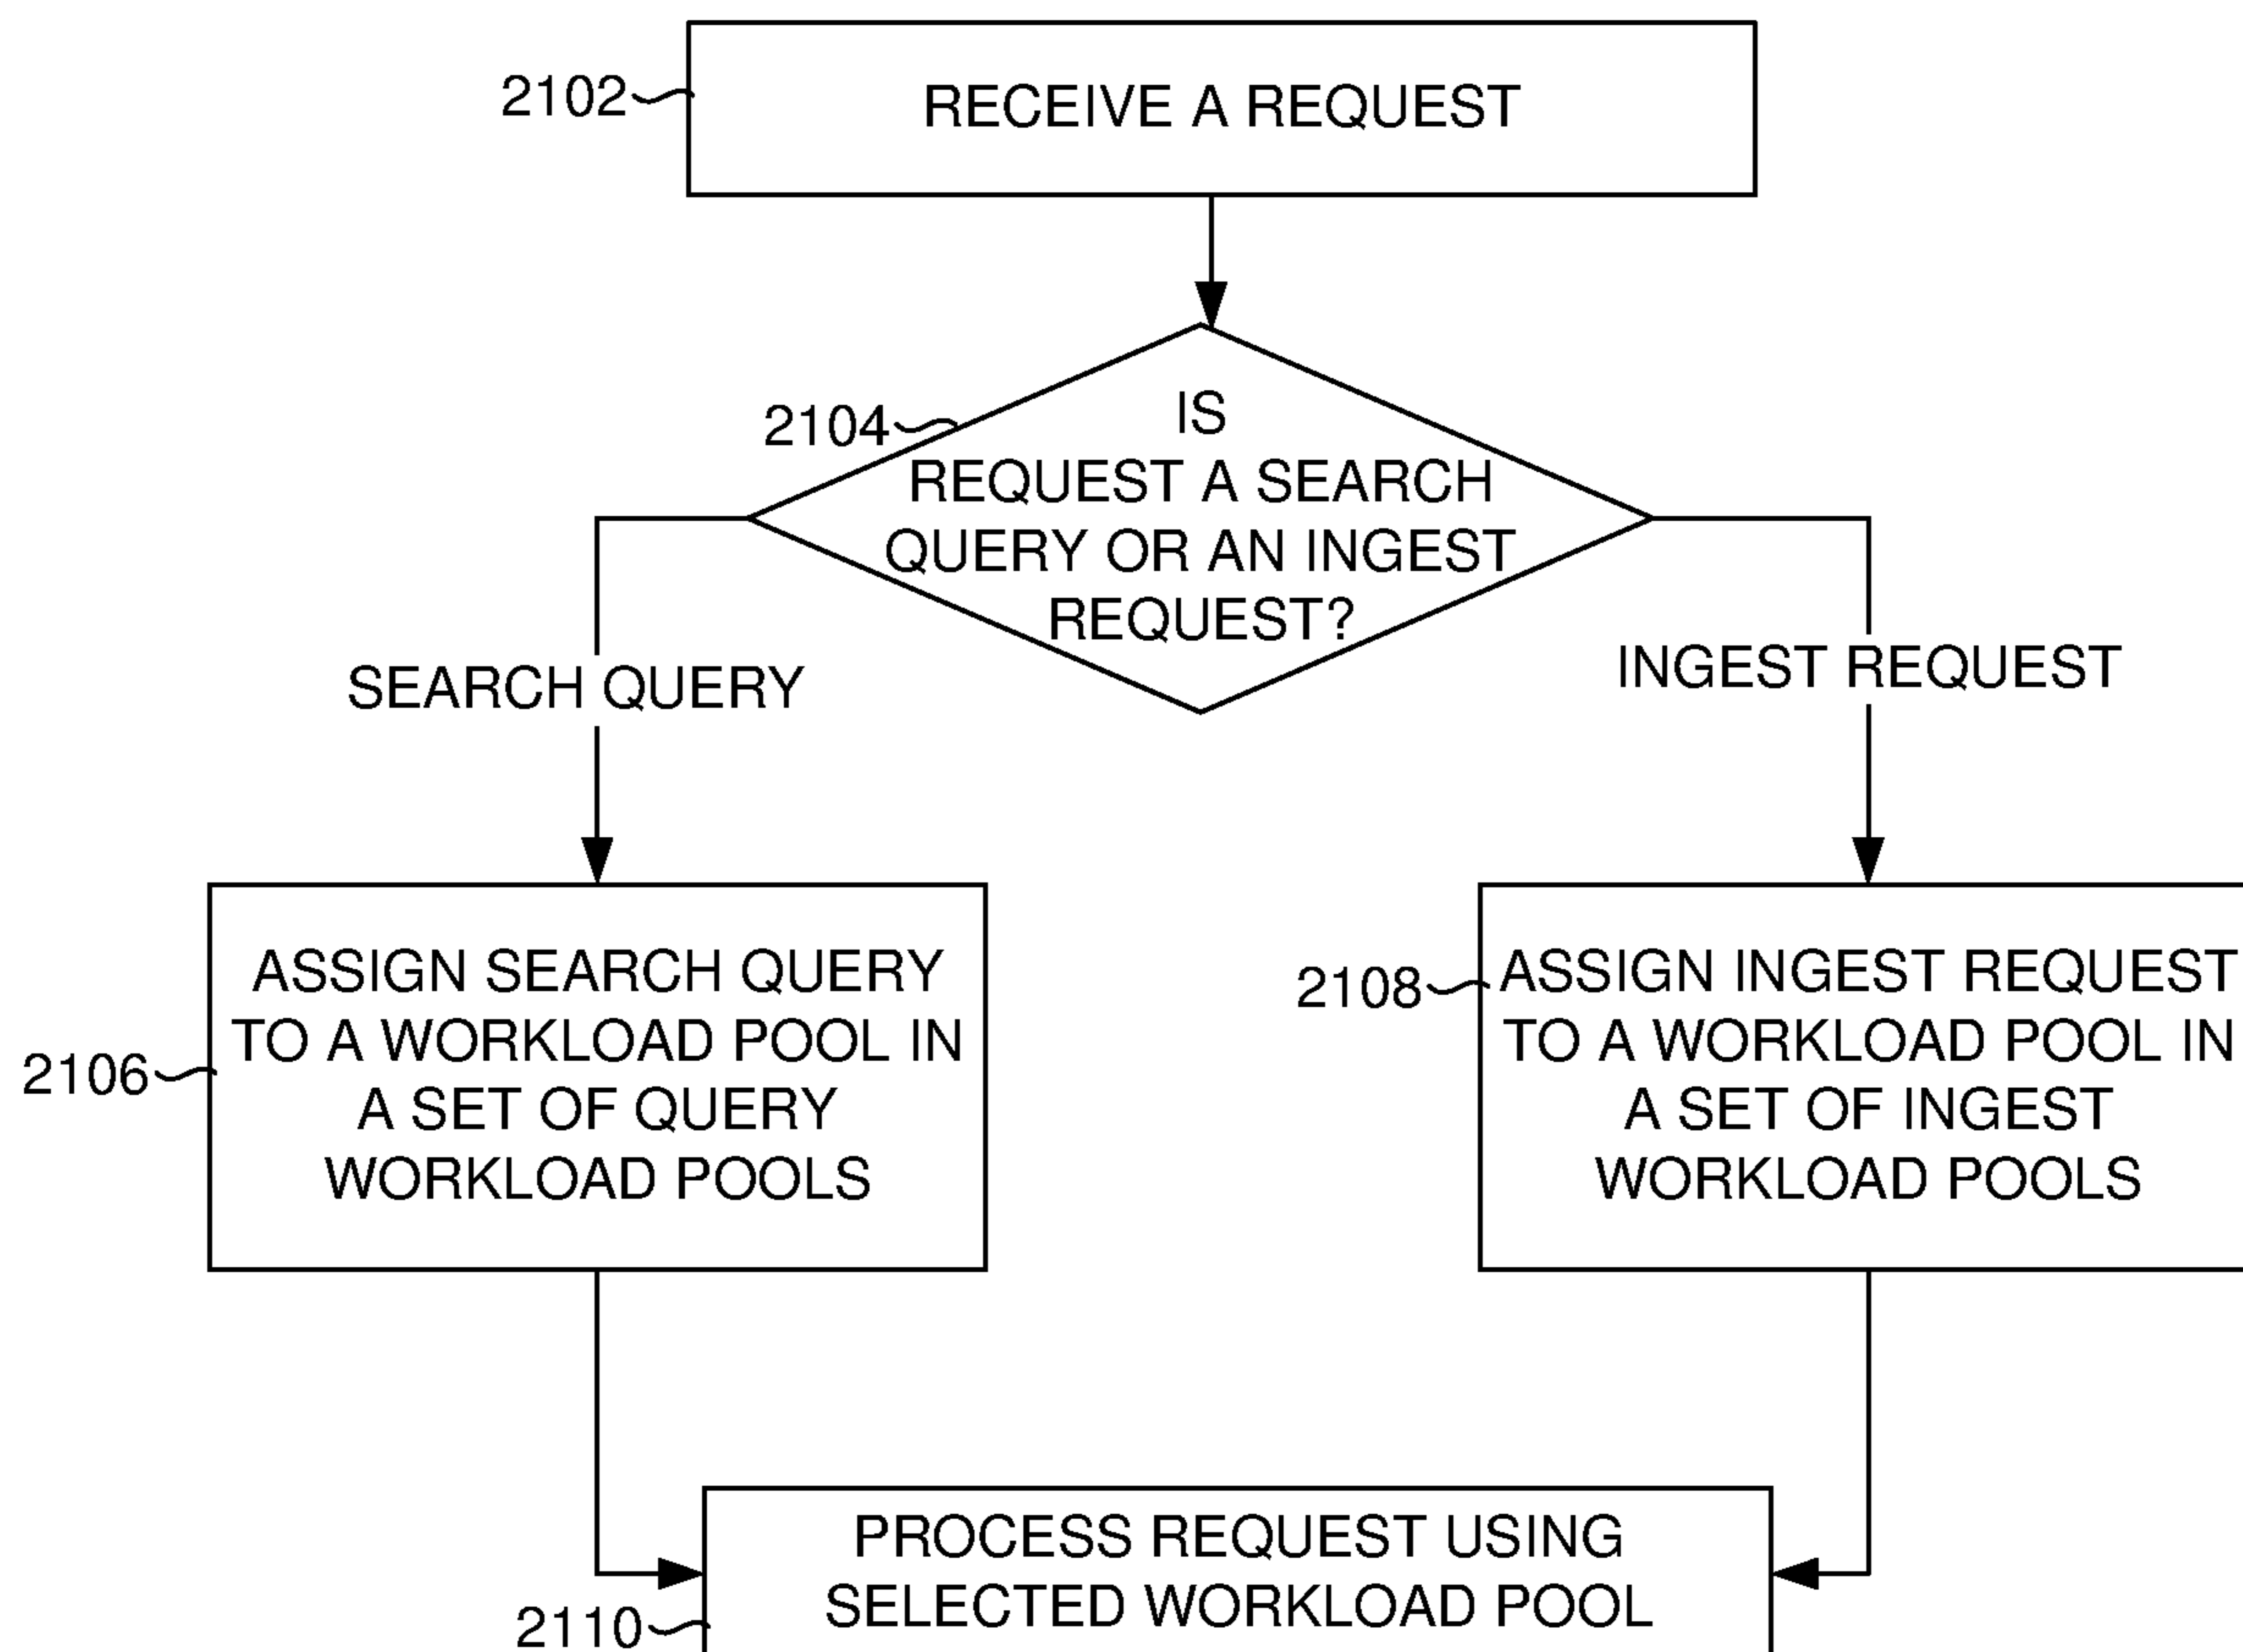 2102
RECEIVE A REQUEST
2104
IS
REQUEST A SEARCH
QUERY OR AN INGEST
REQUEST?
SEARCH QUERY
INGEST REQUEST
2106
ASSIGN SEARCH QUERY
TO A WORKLOAD POOL IN
A SET OF QUERY
WORKLOAD POOLS
2108
ASSIGN INGEST REQUEST
TO A WORKLOAD POOL IN
A SET OF INGEST
WORKLOAD POOLS
2110
PROCESS REQUEST USING
SELECTED WORKLOAD POOL